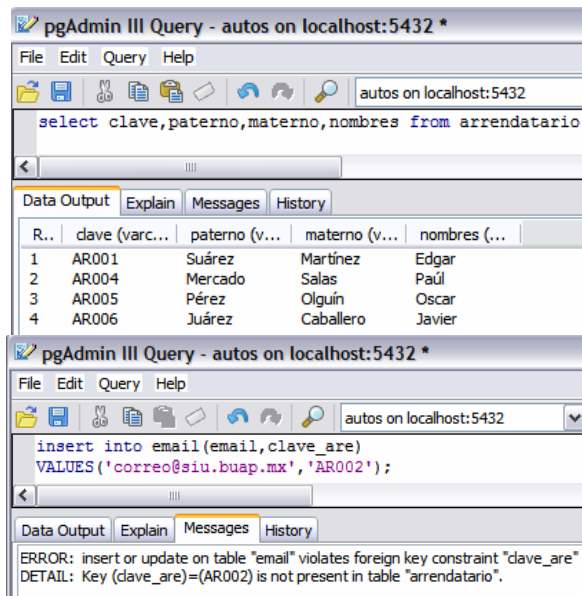 pgAdmin III Query - autos on localhost:5432 *
File Edit Query Help
autos on localhost:5432
select clave,paterno,materno,nombres from arrendatario
Data Output Explain Messages History
R.. clave (varc... paterno (v... materno (v... nombres (...
1 AR001 Suárez Martínez Edgar
2 AR004 Mercado Salas Paúl
3 AR005 Pérez Olguín Oscar
4 AR006 Juárez Caballero Javier
pgAdmin III Query - autos on localhost:5432 *
File Edit Query Help
autos on localhost:5432
insert into email(email,clave_are)
VALUES('correo@siu.buap.mx','AR002');
Data Output Explain Messages History
ERROR: insert or update on table "email" violates foreign key constraint "clave_are"
DETAIL: Key (clave_are)=(AR002) is not present in table "arrendatario".